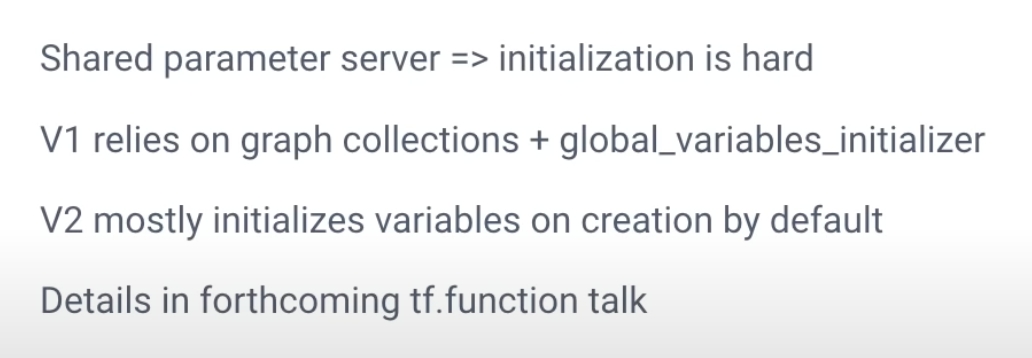 Shared parameter server => initialization is hard
V1 relies on graph collections + global_variables_initializer
V2 mostly initializes variables on creation by default
Details in forthcoming tf.function talk